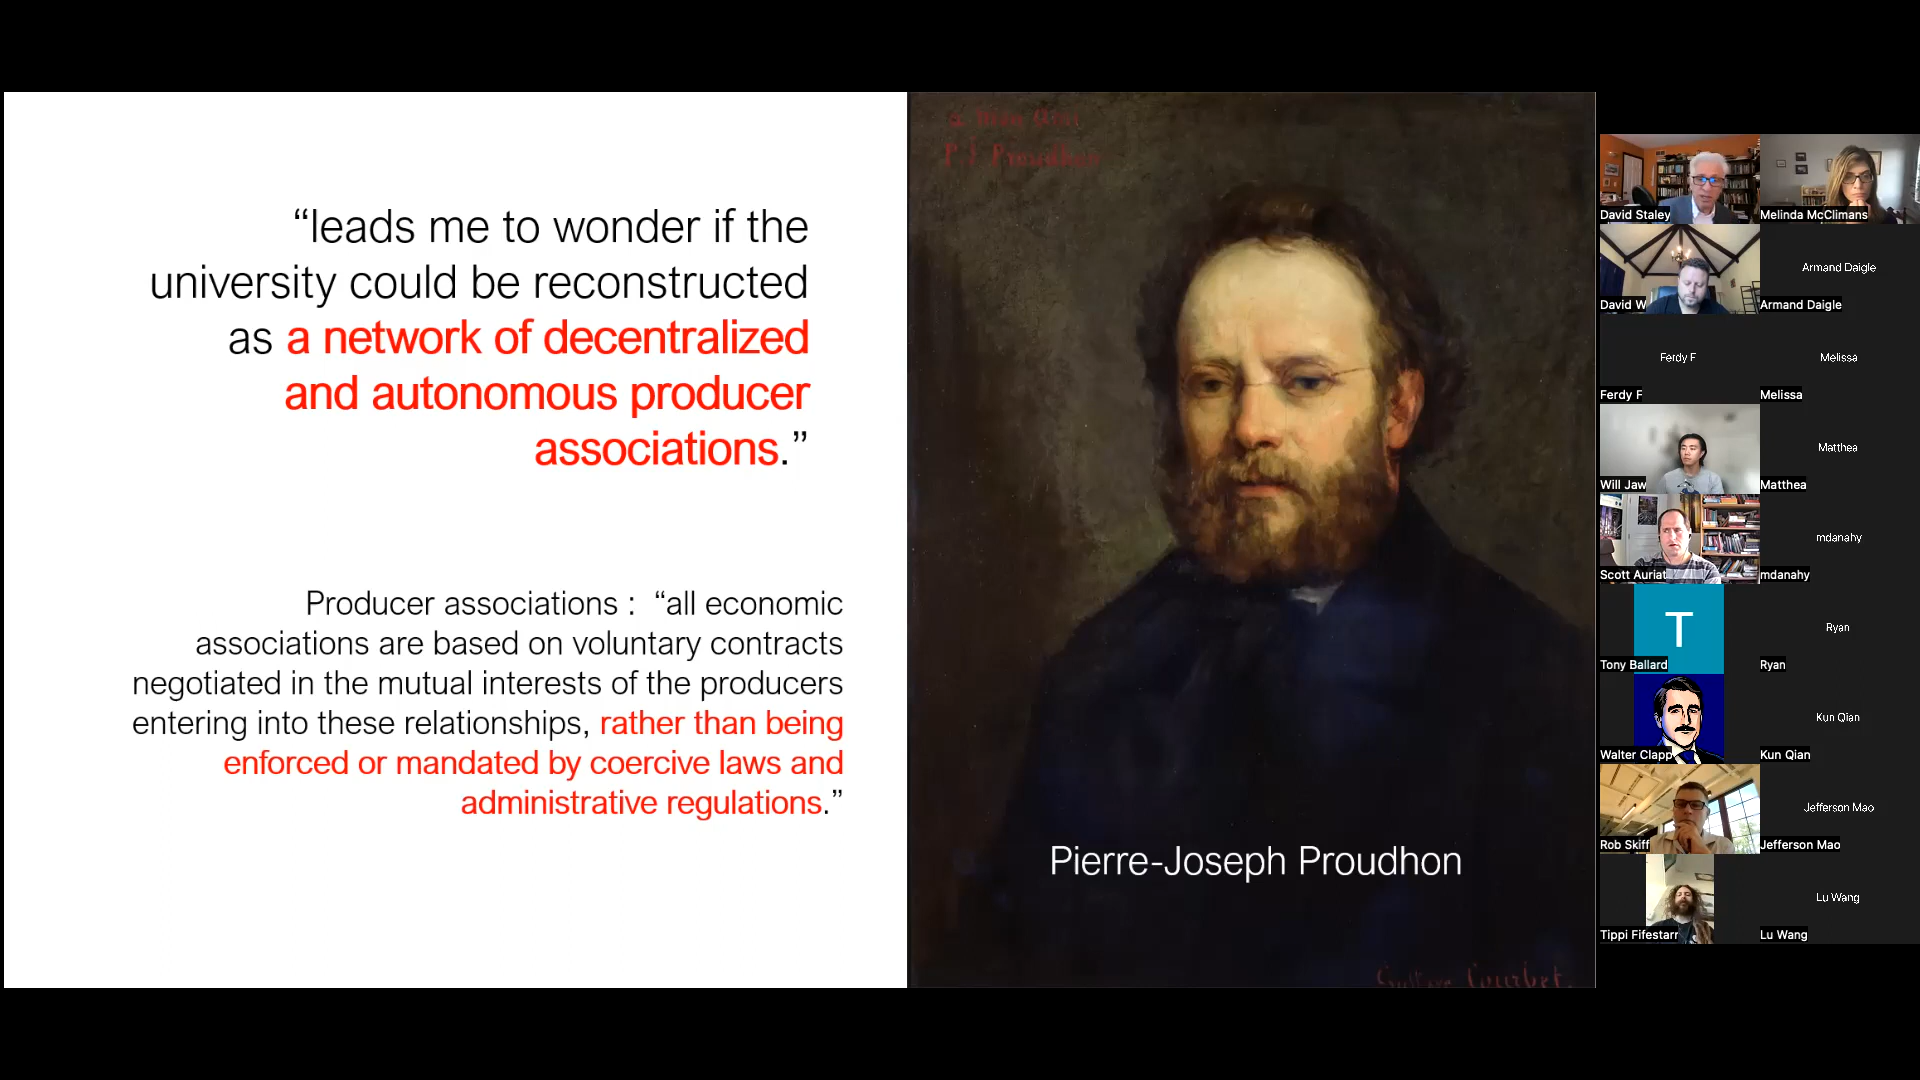 “leads me to wonder if the
university could be reconstructed
as a network of decentralized
and autonomous producer
associations.”
Producer associations : “all economic
associations are based on voluntary contracts
negotiated in the mutual interests of the producers
entering into these relationships, rather than being
enforced or mandated by coercive laws and
administrative regulations.”
P.J Proudhon
Pierre-Joseph Proudhon
Gustave Courbet.
David Staley
Melinda McClimans
David W
Armand Daigle
Armand Daigle
Ferdy F
Ferdy F
Melissa
Melissa
Will Jaw
Matthea
Matthea
Scott Auriat
mdanahy
mdanahy
T
Tony Ballard
Ryan
Ryan
Walter Clapp
Kun Qian
Kun Qian
Rob Skiff
Jefferson Mao
Jefferson Mao
Tippi Fifestarr
Lu Wang
Lu Wang